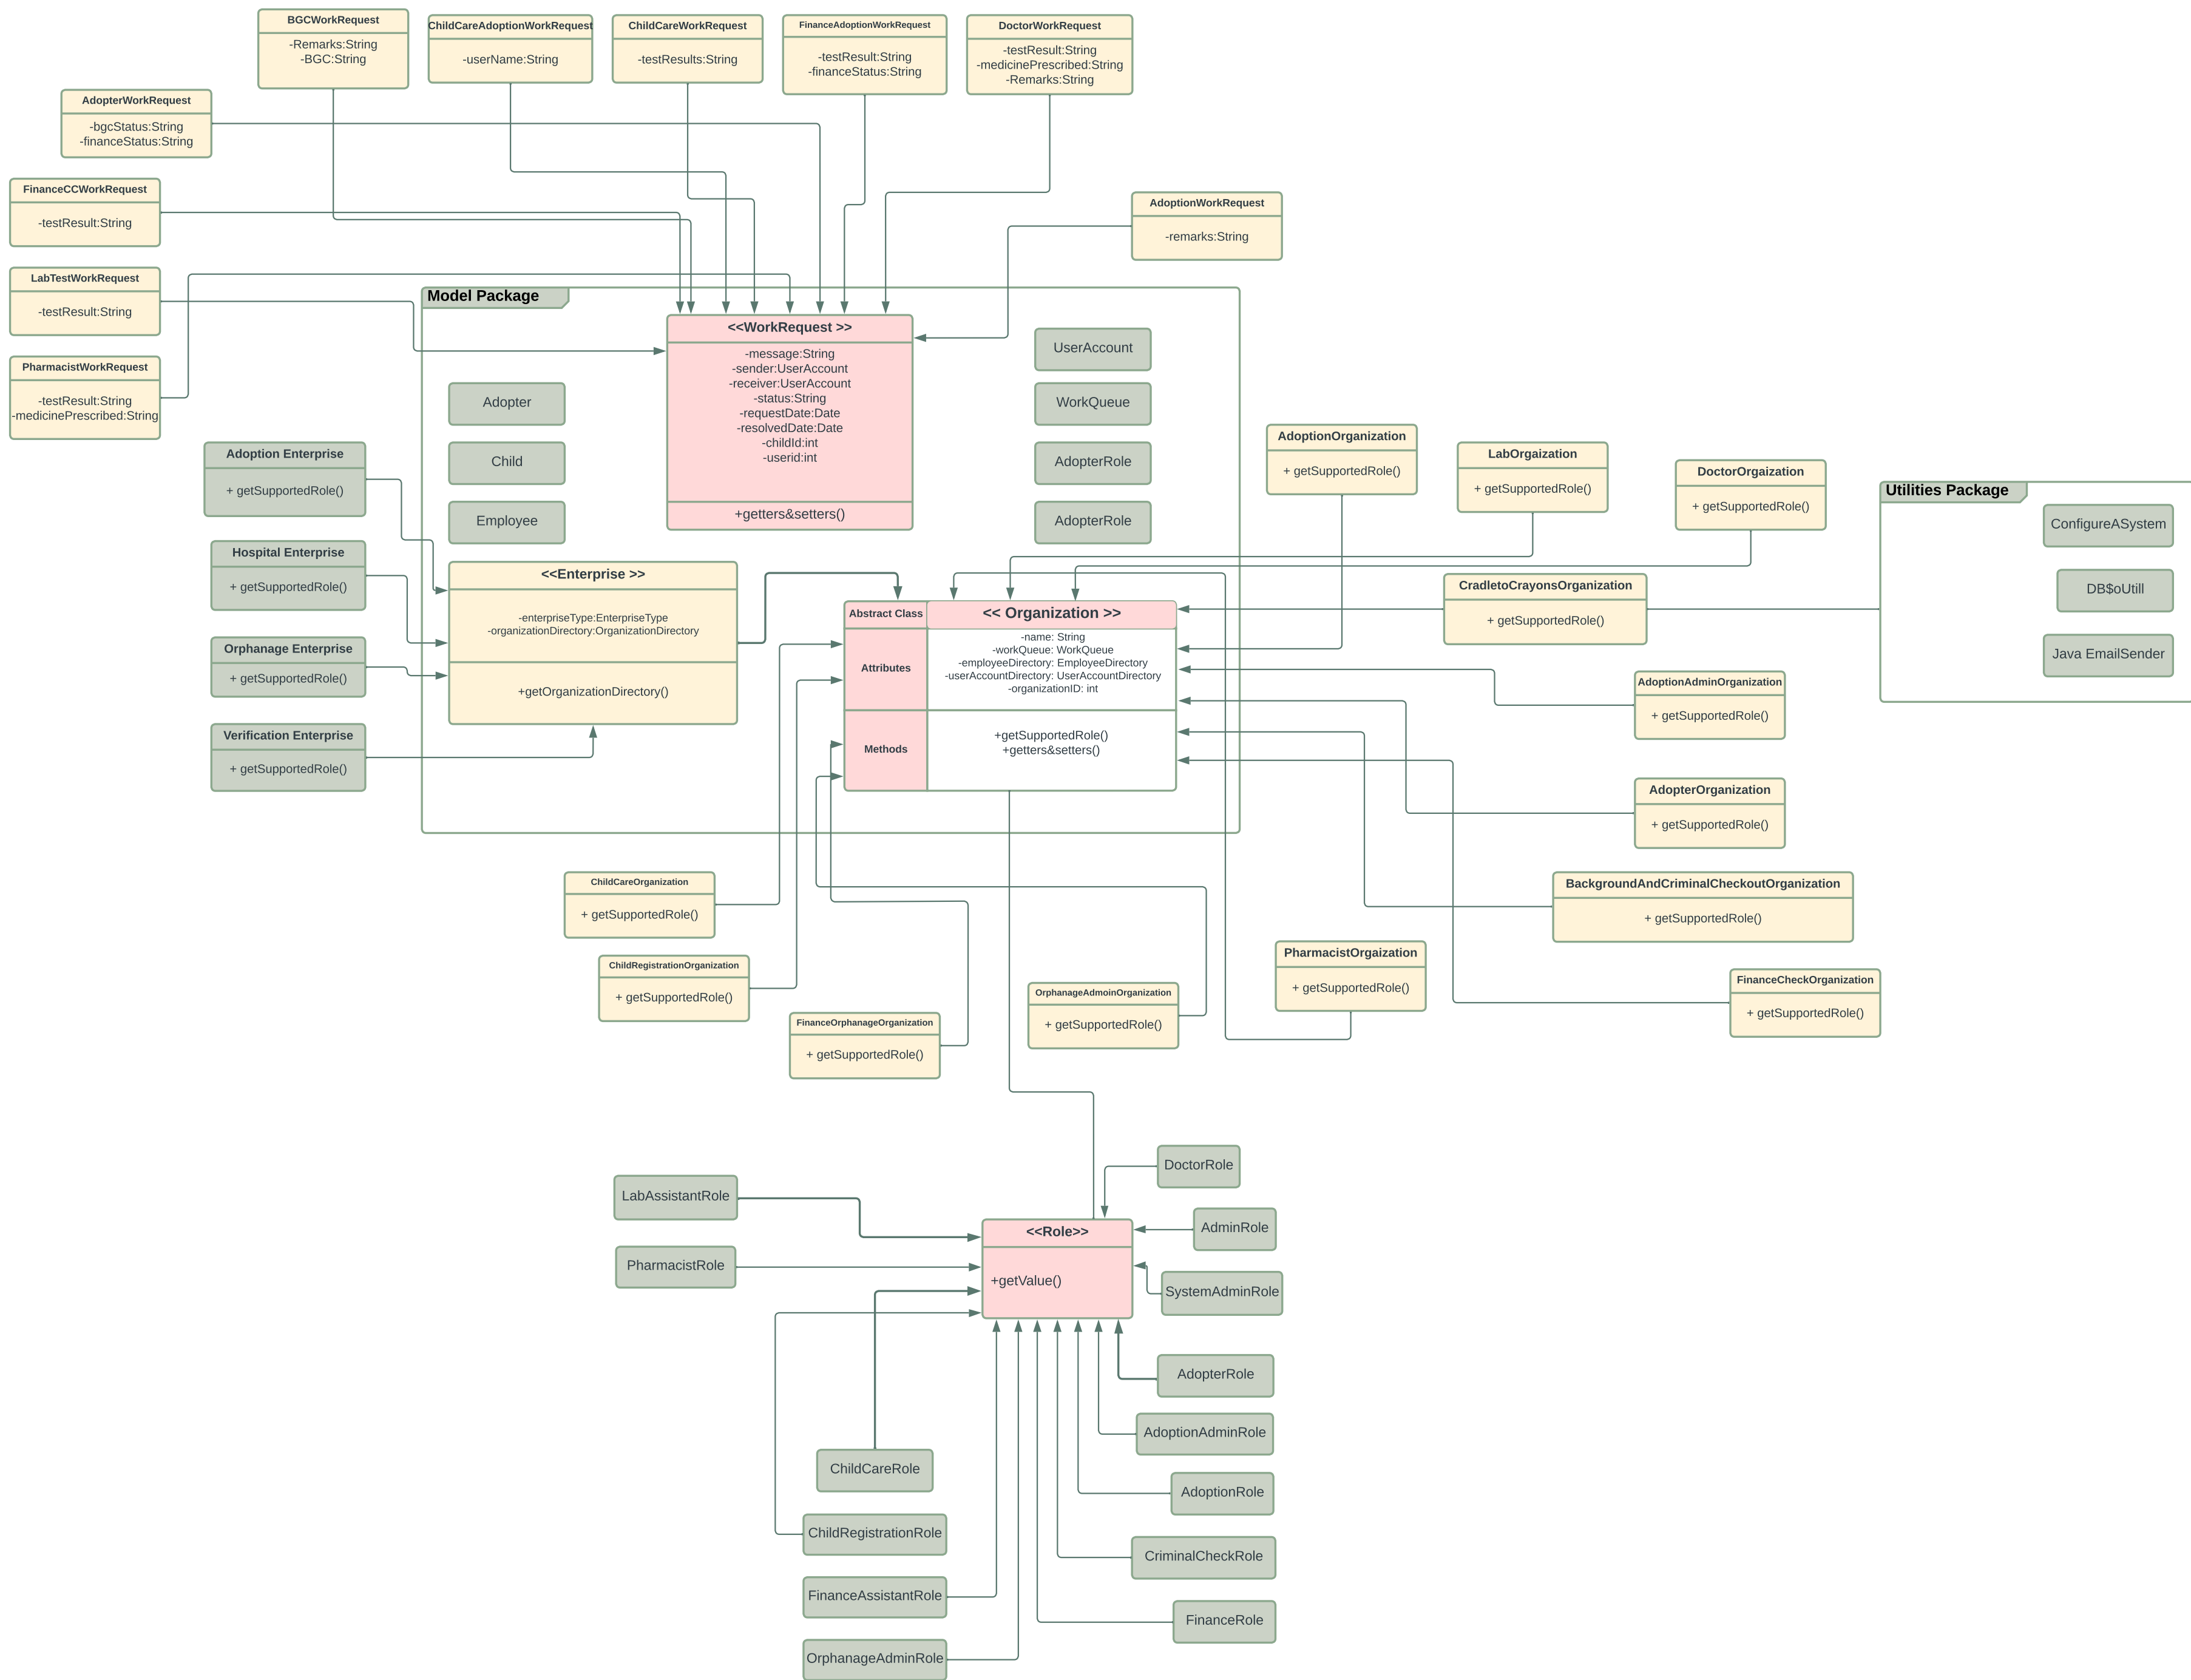 BGCWorkRequest
-Remarks:String
-BGC:String
ChildCareAdoptionWorkRequest
-userName:String
ChildCareWorkRequest
-testResults:String
FinanceAdoptionWorkRequest
-testResult:String
-financeStatus:String
DoctorWorkRequest
-testResult:String
-medicinePrescribed:String
-Remarks:String
AdopterWorkRequest
-bgcStatus:String
-financeStatus:String
FinanceCCWorkRequest
-testResult:String
AdoptionWorkRequest
-remarks:String
LabTestWorkRequest
-testResult:String
PharmacistWorkRequest
-testResult:String
-medicinePrescribed:String
Model Package
<<WorkRequest >>
-message:String
-sender:UserAccount
-receiver:UserAccount
-status:String
-requestDate:Date
-resolvedDate:Date
-childId:int
-userid:int
+getters&setters()
Adopter
Child
Employee
UserAccount
WorkQueue
AdopterRole
AdopterRole
Adoption Enterprise
+ getSupportedRole()
Hospital Enterprise
+ getSupportedRole()
Orphanage Enterprise
+ getSupportedRole()
Verification Enterprise
+ getSupportedRole()
<<Enterprise >>
-enterpriseType:EnterpriseType
-organizationDirectory:OrganizationDirectory
+getOrganizationDirectory()
Abstract Class
<< Organization >>
Attributes
-name: String
-workQueue: WorkQueue
-employeeDirectory: EmployeeDirectory
-userAccountDirectory: UserAccountDirectory
-organizationID: int
Methods
+getSupportedRole()
+getters&setters()
AdoptionOrganization
+ getSupportedRole()
LabOrgaization
+ getSupportedRole()
DoctorOrgaization
+ getSupportedRole()
CradletoCrayonsOrganization
+ getSupportedRole()
Utilities Package
ConfigureASystem
DB$oUtill
Java EmailSender
AdoptionAdminOrganization
+ getSupportedRole()
AdopterOrganization
+ getSupportedRole()
BackgroundAndCriminalCheckoutOrganization
+ getSupportedRole()
FinanceCheckOrganization
+ getSupportedRole()
PharmacistOrgaization
+ getSupportedRole()
ChildCareOrganization
+ getSupportedRole()
ChildRegistrationOrganization
+ getSupportedRole()
FinanceOrphanageOrganization
+ getSupportedRole()
OrphanageAdmoinOrganization
+ getSupportedRole()
LabAssistantRole
PharmacistRole
<<Role>>
+getValue()
DoctorRole
AdminRole
SystemAdminRole
AdopterRole
AdoptionAdminRole
AdoptionRole
CriminalCheckRole
FinanceRole
ChildCareRole
ChildRegistrationRole
FinanceAssistantRole
OrphanageAdminRole